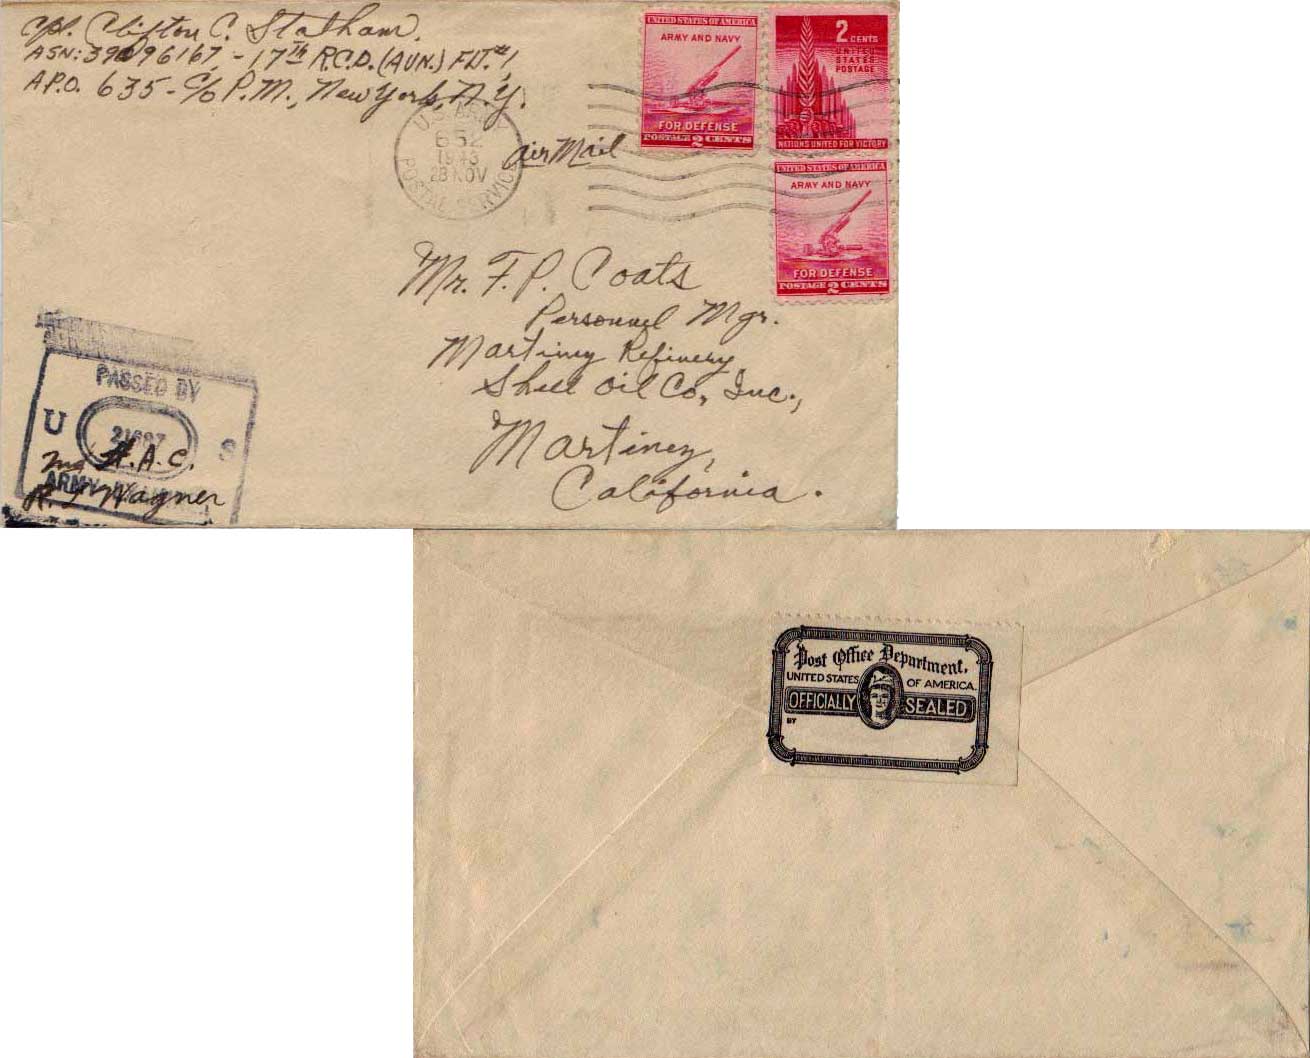 Cpl. Clifton C. Statham.
ASN: 39096167 - 17th R.C.D. (AVN.) FLT. #1,
A.P.O. 635 - c/o P.M., New York, N.Y.
U.S. ARMY
652
1943
28 NOV
POSTAL SERVICE
Air Mail
UNITED STATES OF AMERICA
ARMY AND NAVY
FOR DEFENSE
POSTAGE 2 CENTS
2 CENTS
UNITED
STATES
POSTAGE
NATIONS UNITED FOR VICTORY
UNITED STATES OF AMERICA
ARMY AND NAVY
FOR DEFENSE
POSTAGE 2 CENTS
Mr. F. P. Coats
Personnel Mgr.
Martinez Refinery
Shell Oil Co, Inc.,
Martinez,
California.
PASSED BY
U S
A.C.
ARMY
Wagner
Post Office Department.
UNITED STATES OF AMERICA.
OFFICIALLY SEALED
BY